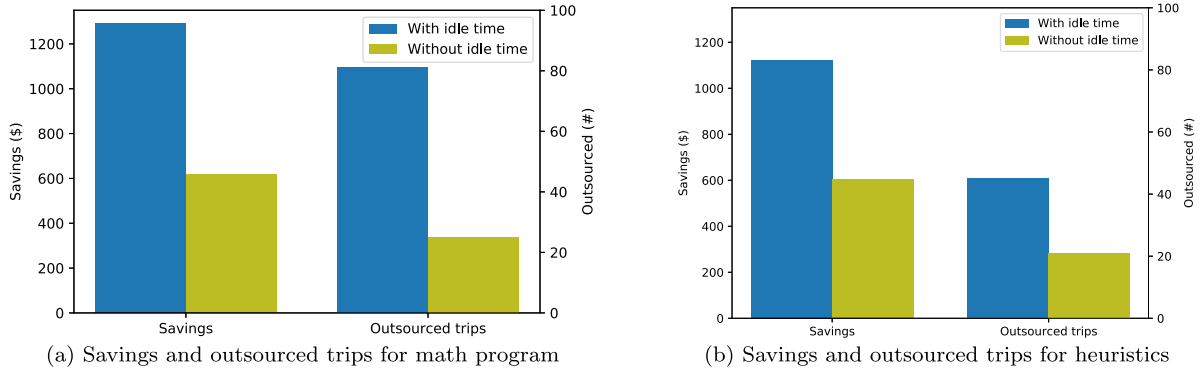 With idle time
Without idle time
Savings ($)
0
200
400
600
800
1000
1200
Outsourced (#)
0
20
40
60
80
100
Savings
Outsourced trips
(a) Savings and outsourced trips for math program
With idle time
Without idle time
Savings ($)
0
200
400
600
800
1000
1200
Outsourced (#)
0
20
40
60
80
100
Savings
Outsourced trips
(b) Savings and outsourced trips for heuristics